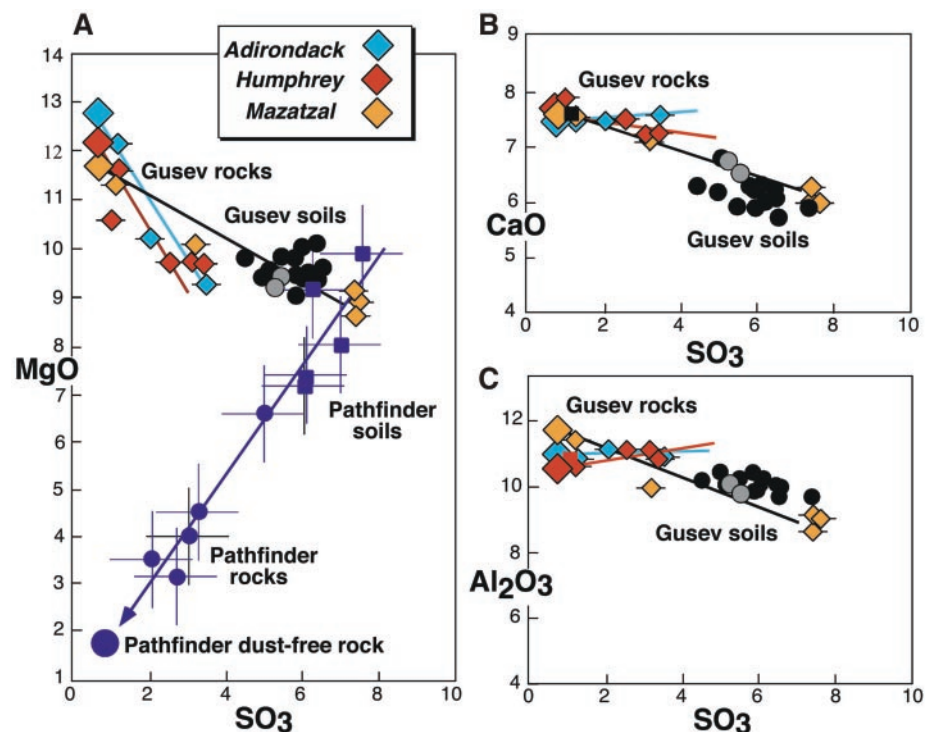 A
Adirondack
Humphrey
Mazatzal
14
13
12
11
10
9
8
MgO
7
6
5
4
3
2
1
Gusev rocks
Gusev soils
Pathfinder
soils
Pathfinder
rocks
Pathfinder dust-free rock
0
2
4
6
8
10
SO3
B
9
8
7
6
CaO
5
4
Gusev rocks
Gusev soils
0
2
4
6
8
10
SO3
C
12
10
8
Al2O3
6
4
Gusev rocks
Gusev soils
0
2
4
6
8
10
SO3